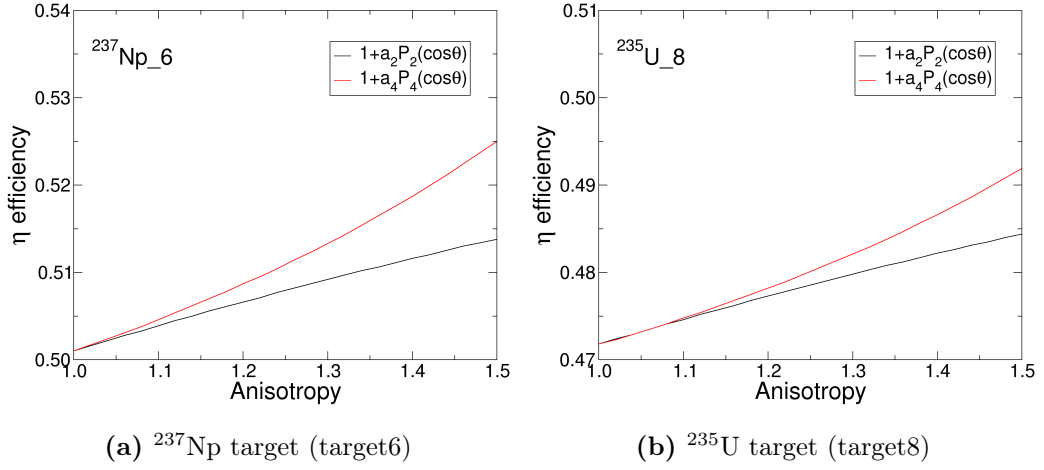 0.54
0.53
0.52
0.51
0.50
η efficiency
²³⁷Np_6
1+a₂P₂(cosθ)
1+a₄P₄(cosθ)
1.0 1.1 1.2 1.3 1.4 1.5
Anisotropy
(a) ²³⁷Np target (target6)
0.51
0.50
0.49
0.48
0.47
η efficiency
²³⁵U_8
1+a₂P₂(cosθ)
1+a₄P₄(cosθ)
1.0 1.1 1.2 1.3 1.4 1.5
Anisotropy
(b) ²³⁵U target (target8)